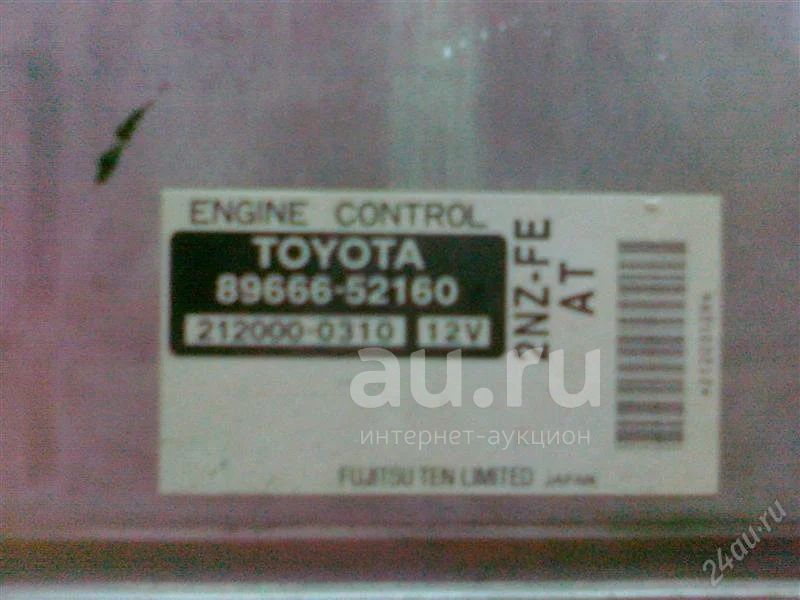 ENGINE CONTROL
TOYOTA
89666-52160
212000-0310 12V
2NZ-FE
AT
FUJITSU TEN LIMITED JAPAN
au.ru
интернет-аукцион
24au.ru